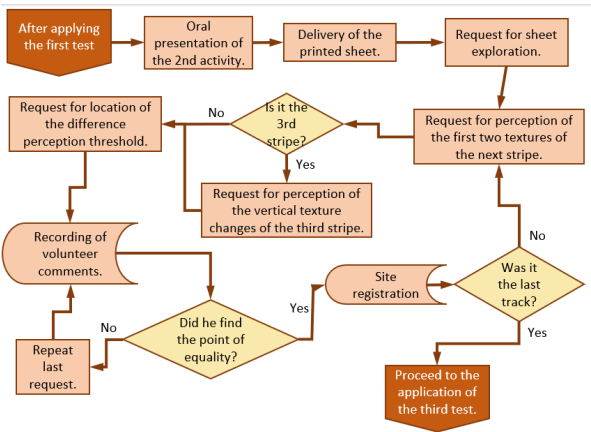 After applying
the first test
Oral
presentation of
the 2nd activity.
Delivery of the
printed sheet.
Request for sheet
exploration.
Request for location of
the difference
perception threshold.
No
Is it the
3rd
stripe?
Request for perception of
the first two textures of
the next stripe.
Yes
Request for perception of
the vertical texture
changes of the third stripe.
Recording of
volunteer
comments.
No
Site
registration
Was it
the last
track?
Yes
Did he find
the point of
equality?
No
Yes
Repeat
last
request.
Proceed to the
application of
the third test.